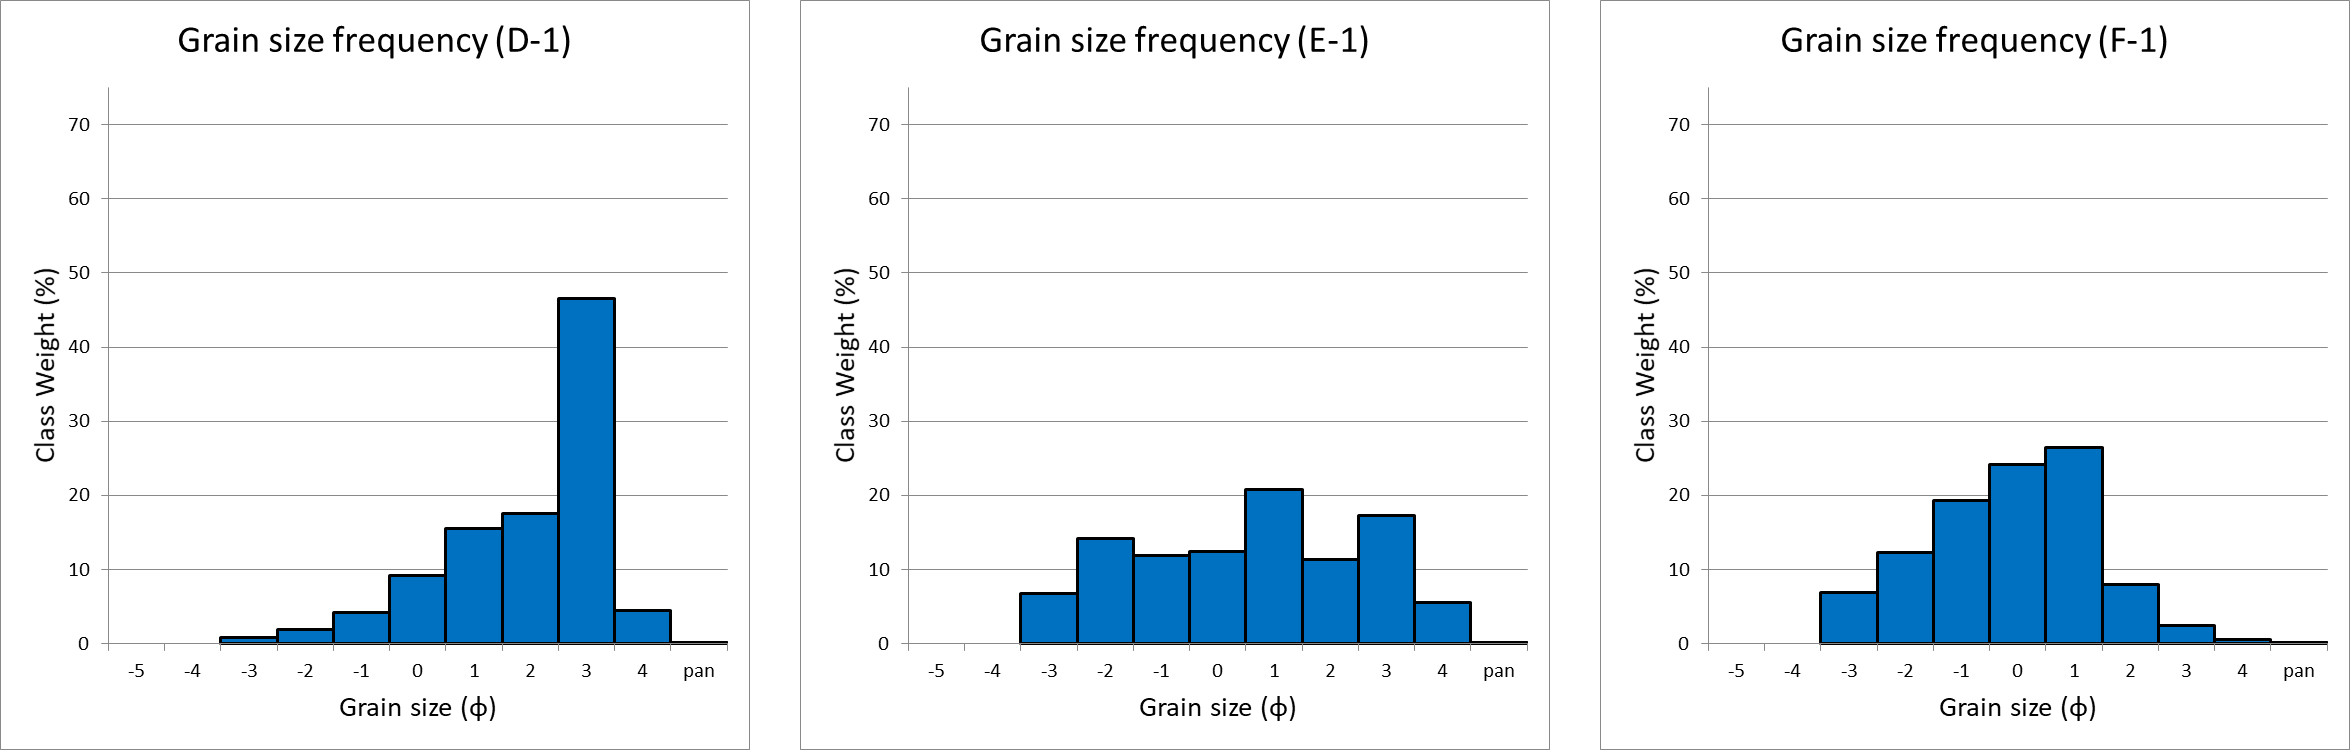 Grain size frequency (D-1)
70
60
50
40
30
20
10
0
Class Weight (%)
-5 -4 -3 -2 -1 0 1 2 3 4 pan
Grain size (ϕ)
Grain size frequency (E-1)
70
60
50
40
30
20
10
0
Class Weight (%)
-5 -4 -3 -2 -1 0 1 2 3 4 pan
Grain size (ϕ)
Grain size frequency (F-1)
70
60
50
40
30
20
10
0
Class Weight (%)
-5 -4 -3 -2 -1 0 1 2 3 4 pan
Grain size (ϕ)